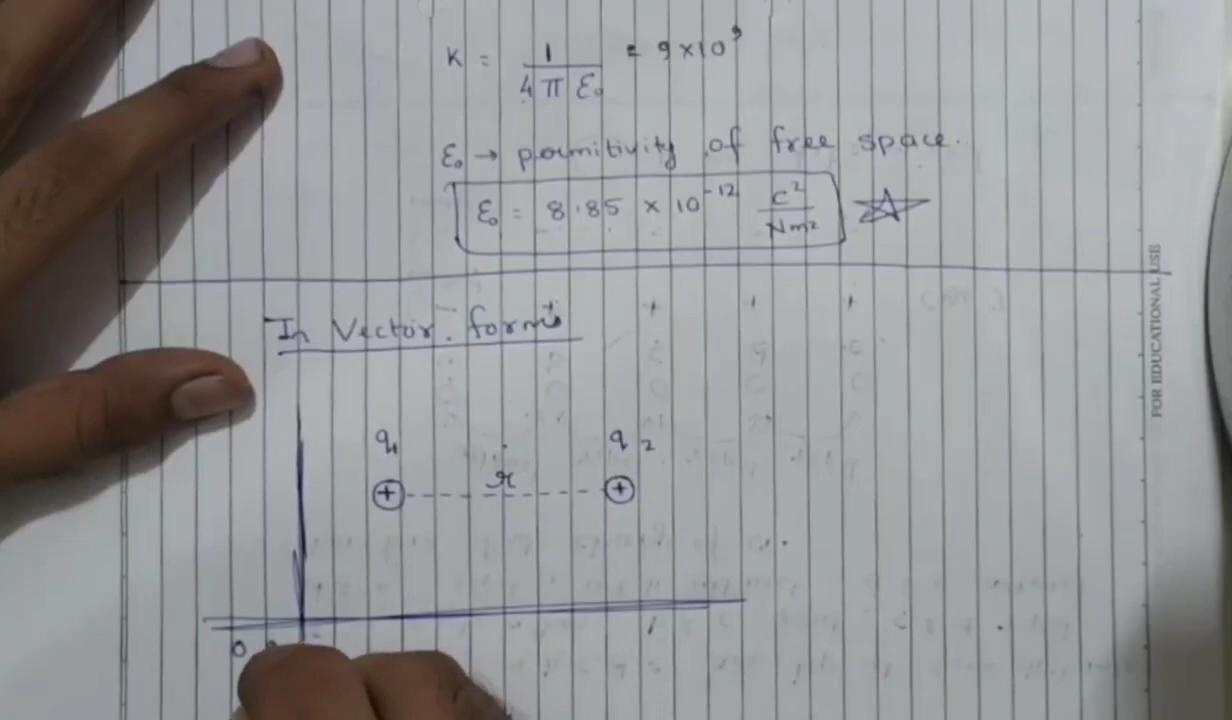 K = 1/4πε₀ = 9×10⁹
ε₀ → permitivity of free space.
ε₀ = 8.85 × 10⁻¹² C²/Nm²
In Vector form
q₁ q₂
+ r +
FOR EDUCATIONAL USE